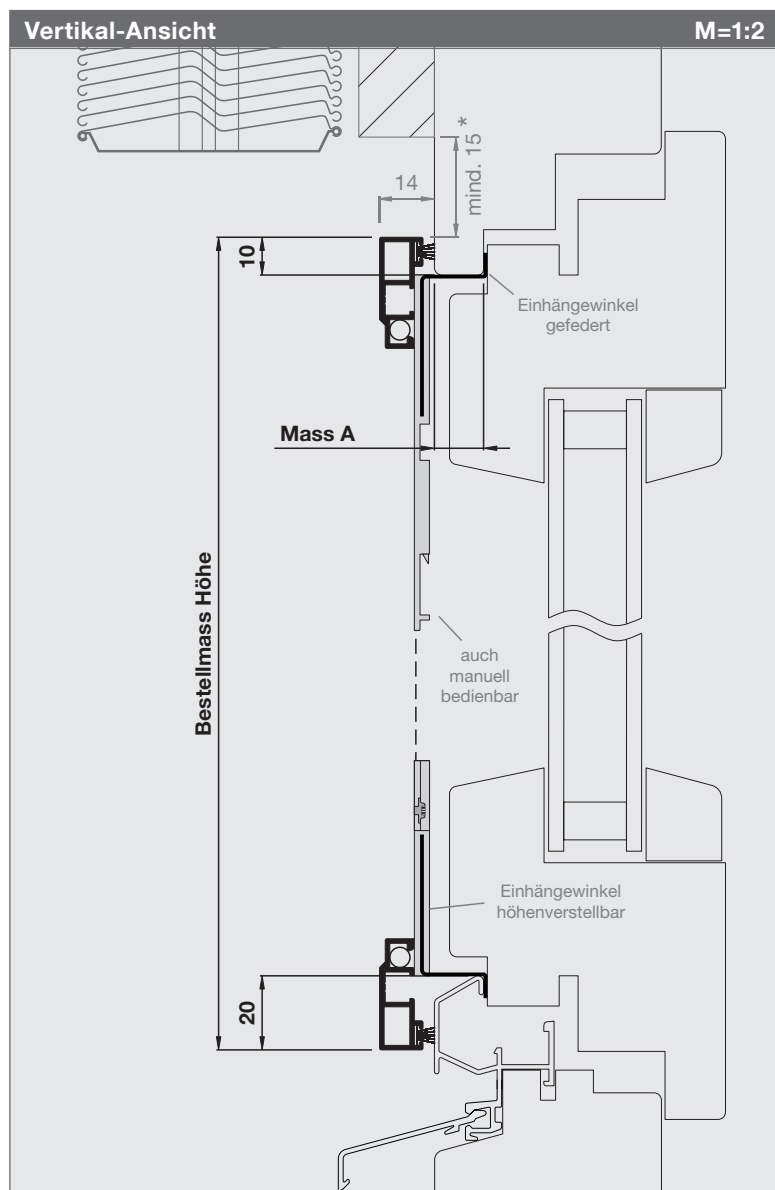 Vertikal-Ansicht M=1:2
mind. 15 *
14
10
Einhängewinkel
gefedert
Mass A
Bestellmass Höhe
auch
manuell
bedienbar
Einhängewinkel
höhenverstellbar
20